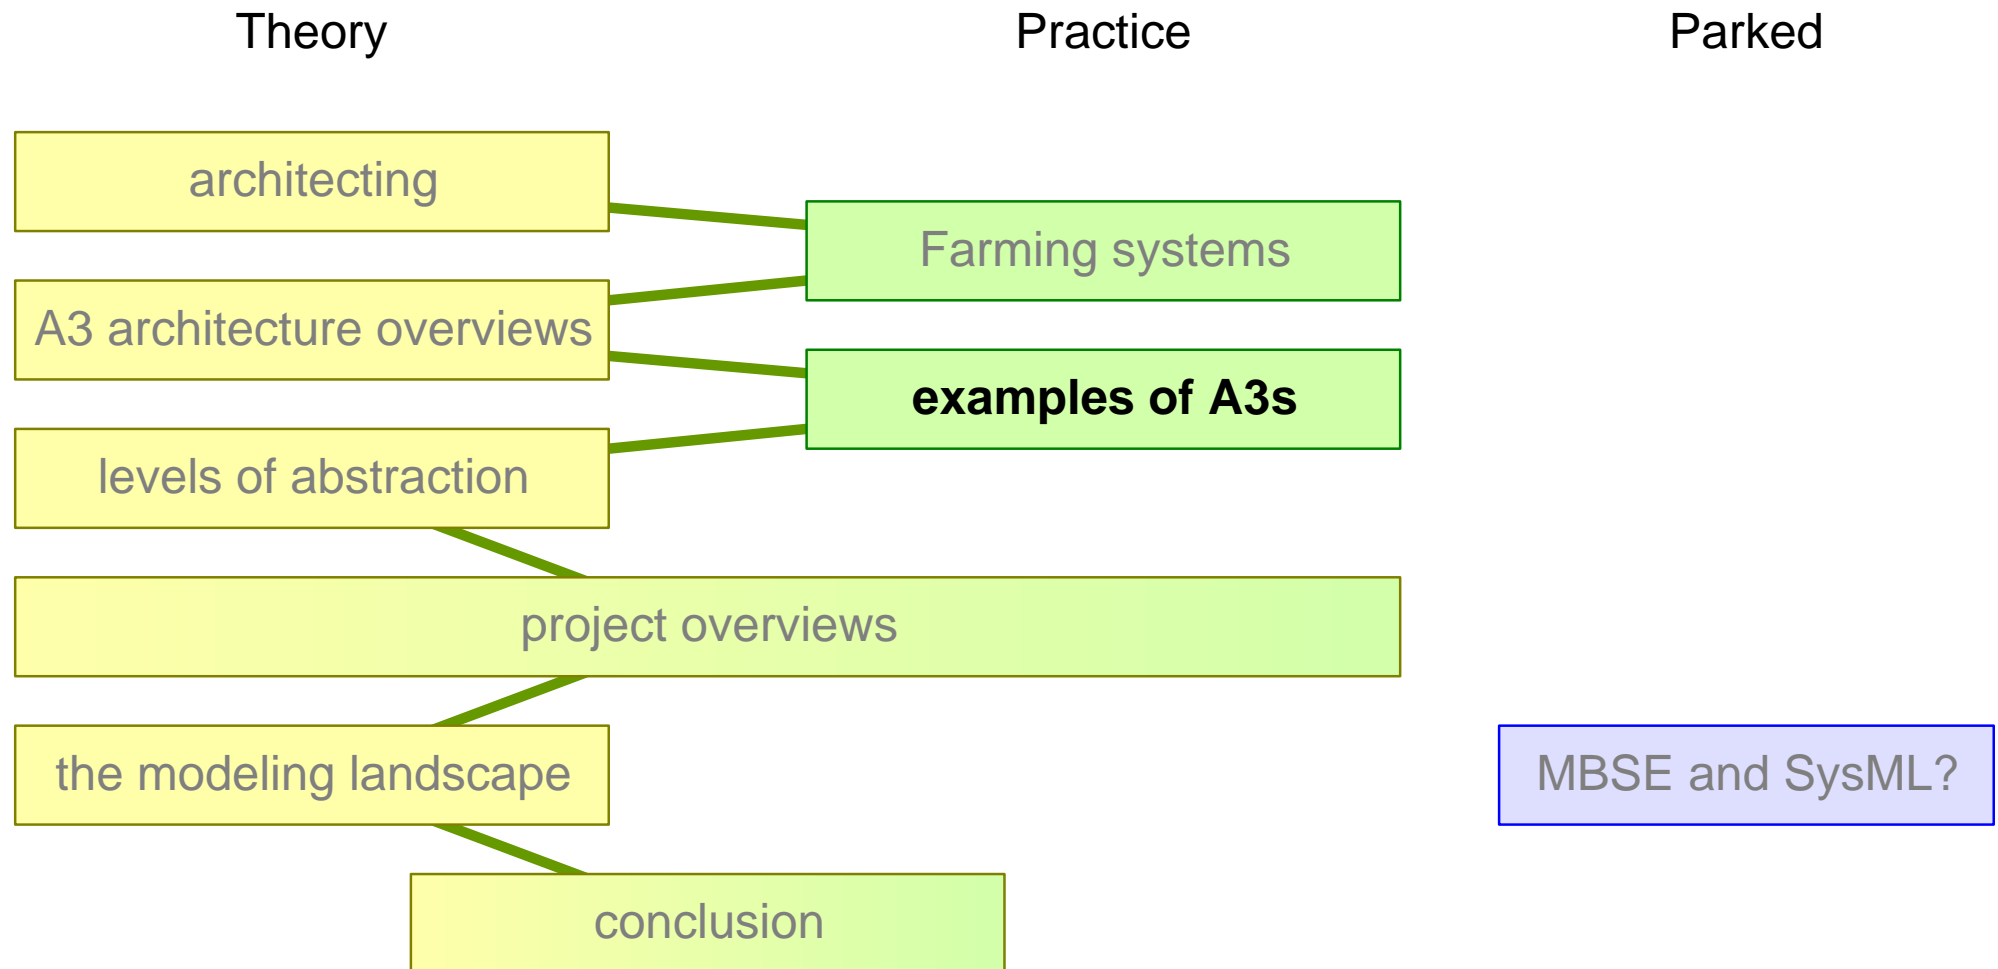 Theory
Practice
Parked
architecting
Farming systems
A3 architecture overviews
examples of A3s
levels of abstraction
project overviews
the modeling landscape
MBSE and SysML?
conclusion